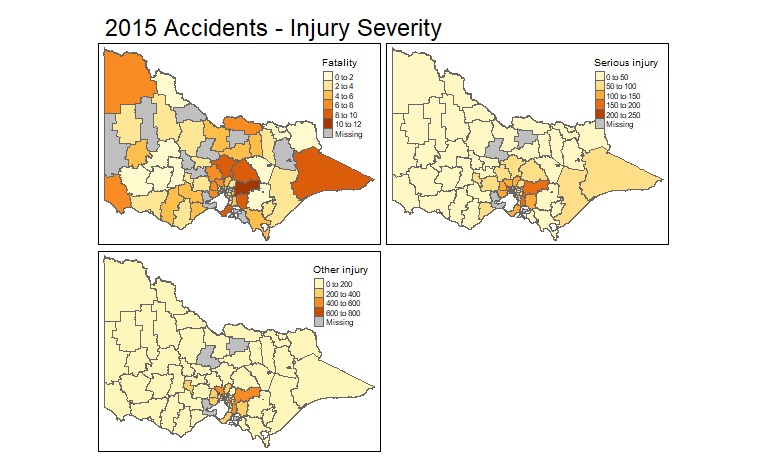 2015 Accidents - Injury Severity
Fatality
0 to 2
2 to 4
4 to 6
6 to 8
8 to 10
10 to 12
Missing
Serious injury
0 to 50
50 to 100
100 to 150
150 to 200
200 to 250
Missing
Other injury
0 to 200
200 to 400
400 to 600
600 to 800
Missing